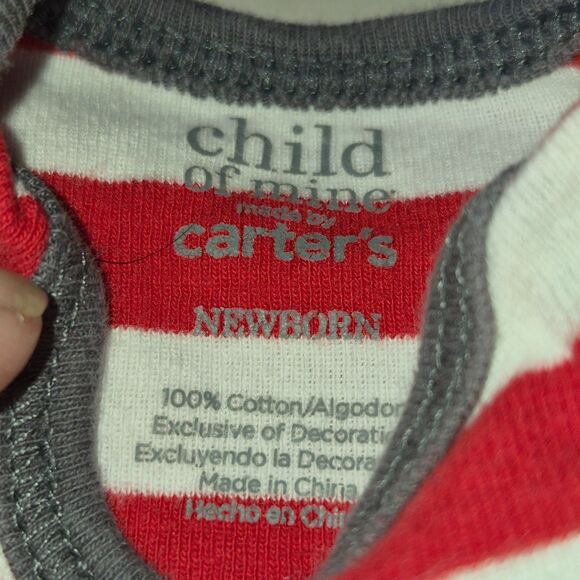 child
of mine
made by
carter's
NEWBORN
100% Cotton/Algodon
Exclusive of Decoratio
Excluyendo la Decora
Made in China
Hecho en Chi